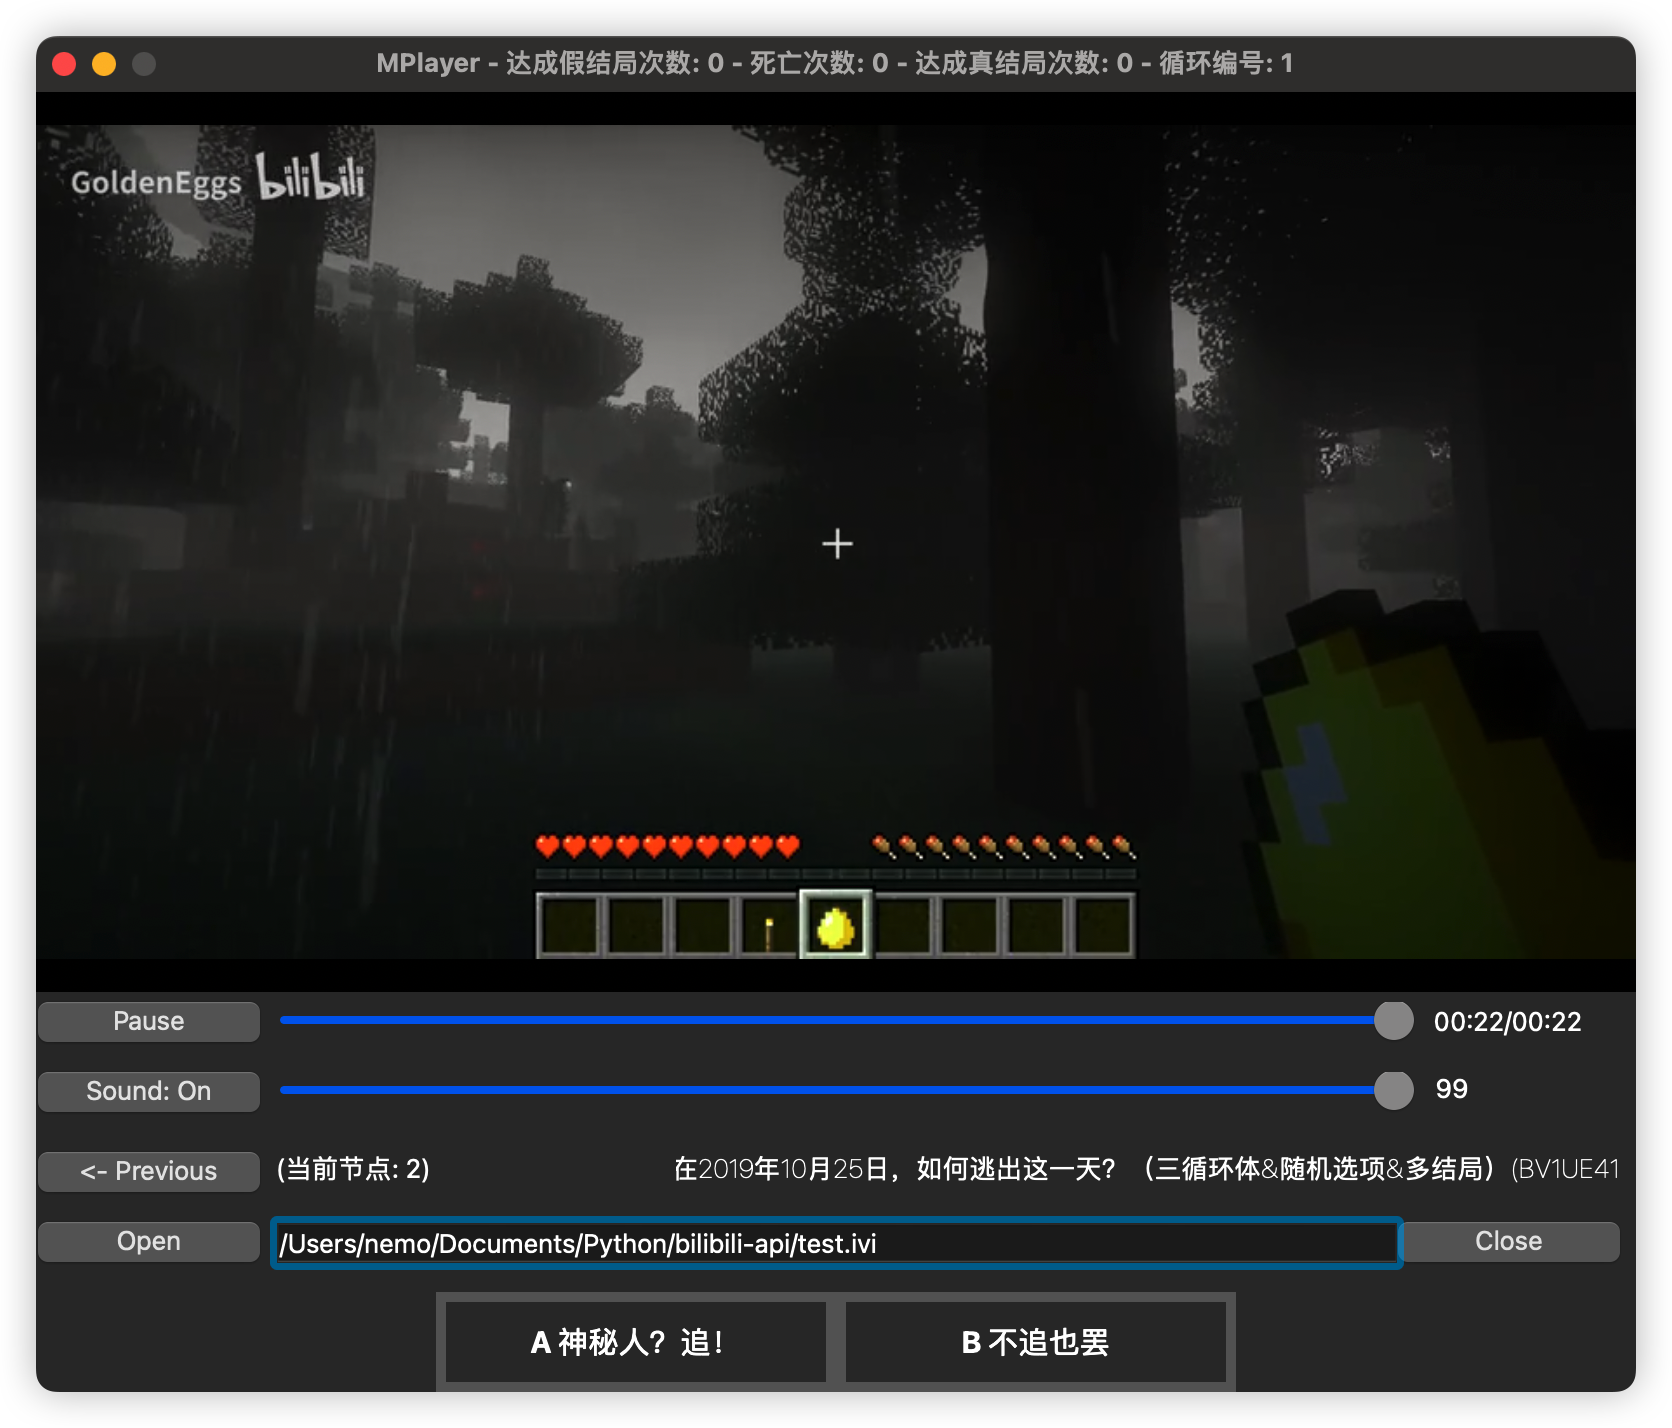 MPlayer - 达成假结局次数: 0 - 死亡次数: 0 - 达成真结局次数: 0 - 循环编号: 1
GoldenEggs bilibili
Pause 00:22/00:22
Sound: On 99
<- Previous (当前节点: 2) 在2019年10月25日，如何逃出这一天？（三循环体&随机选项&多结局）(BV1UE41
Open /Users/nemo/Documents/Python/bilibili-api/test.ivi Close
A 神秘人？追！ B 不追也罢